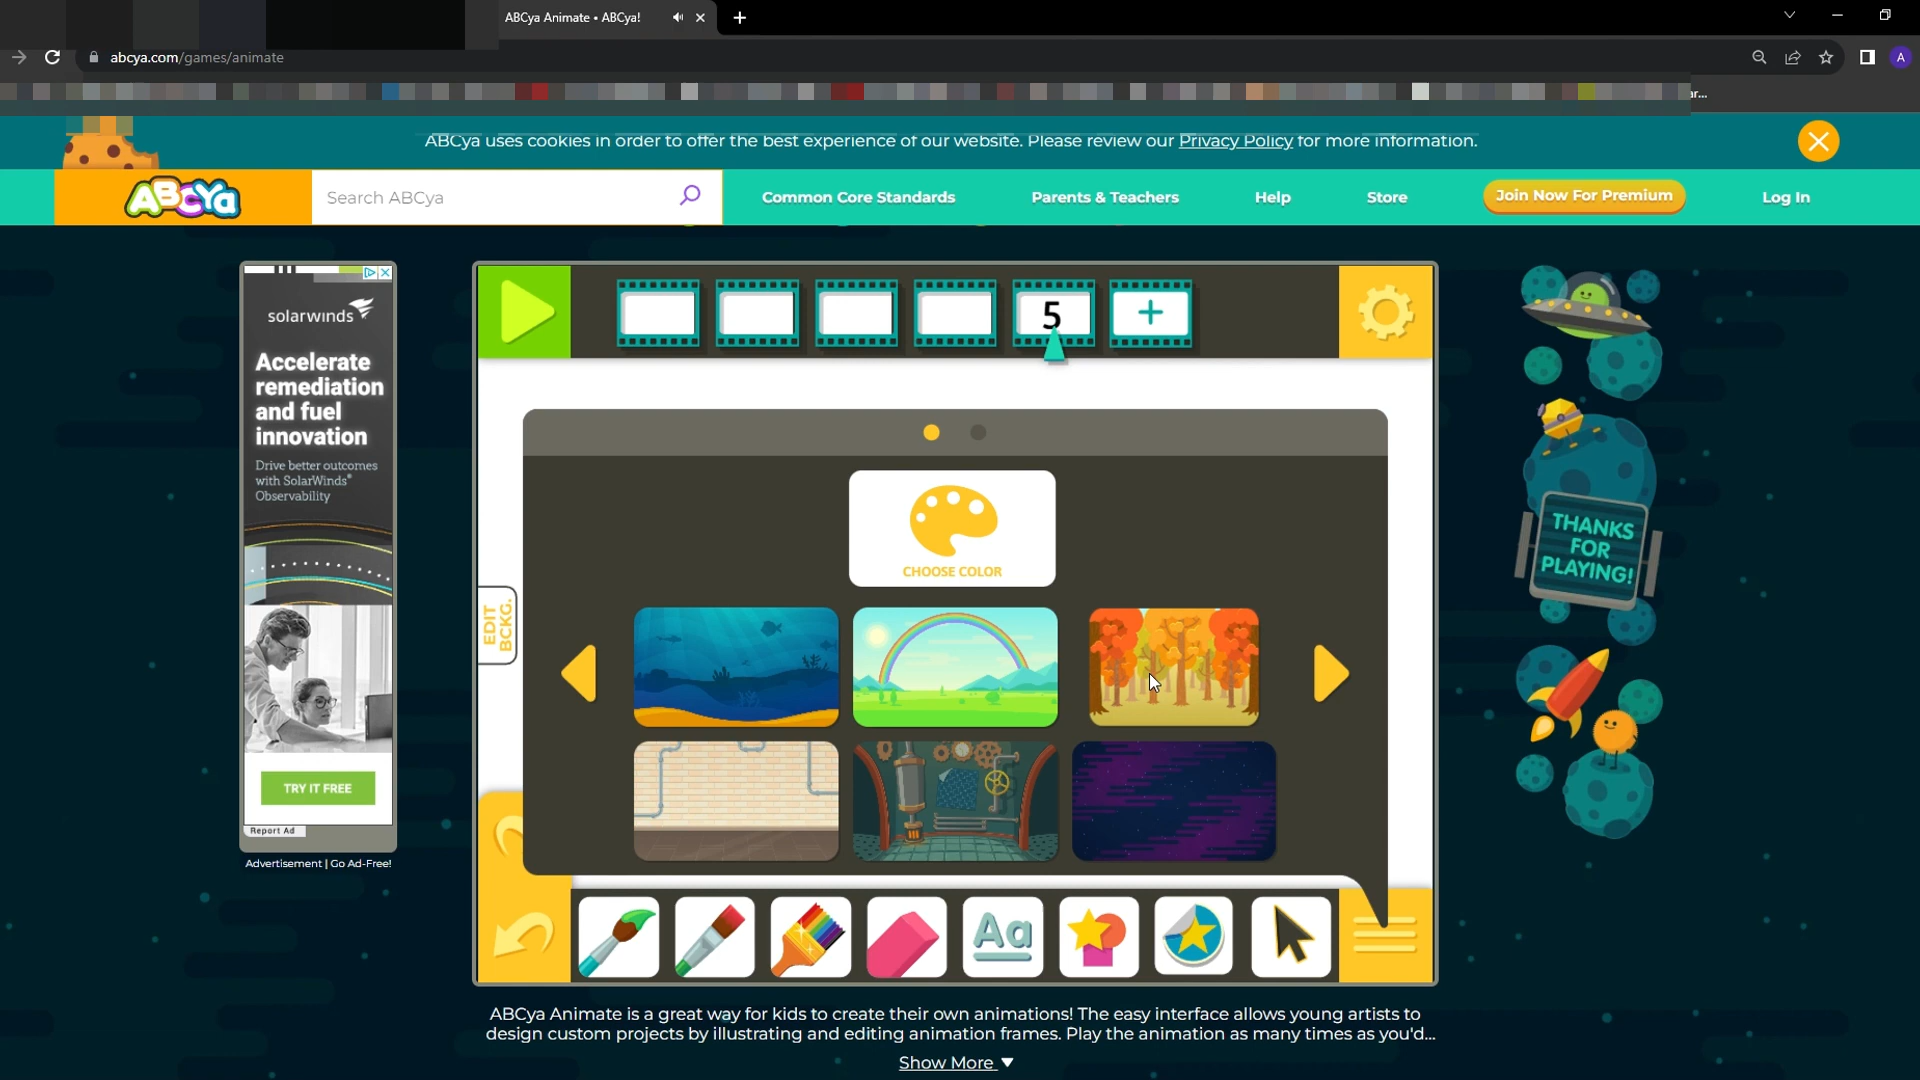 ABCya Animate • ABCya!
abcya.com/games/animate
ar...
ABCya uses cookies in order to offer the best experience of our website. Please review our Privacy Policy for more information.
ABCYa
Search ABCya
Common Core Standards
Parents & Teachers
Help
Store
Join Now For Premium
Log In
A
solarwinds
Accelerate
remediation
and fuel
innovation
Drive better outcomes
with SolarWinds®
Observability
TRY IT FREE
Report Ad
Advertisement | Go Ad-Free!
5
+
CHOOSE COLOR
EDIT
BCKG.
Aa
THANKS
FOR
PLAYING!
ABCya Animate is a great way for kids to create their own animations! The easy interface allows young artists to
design custom projects by illustrating and editing animation frames. Play the animation as many times as you'd...
Show More ▼